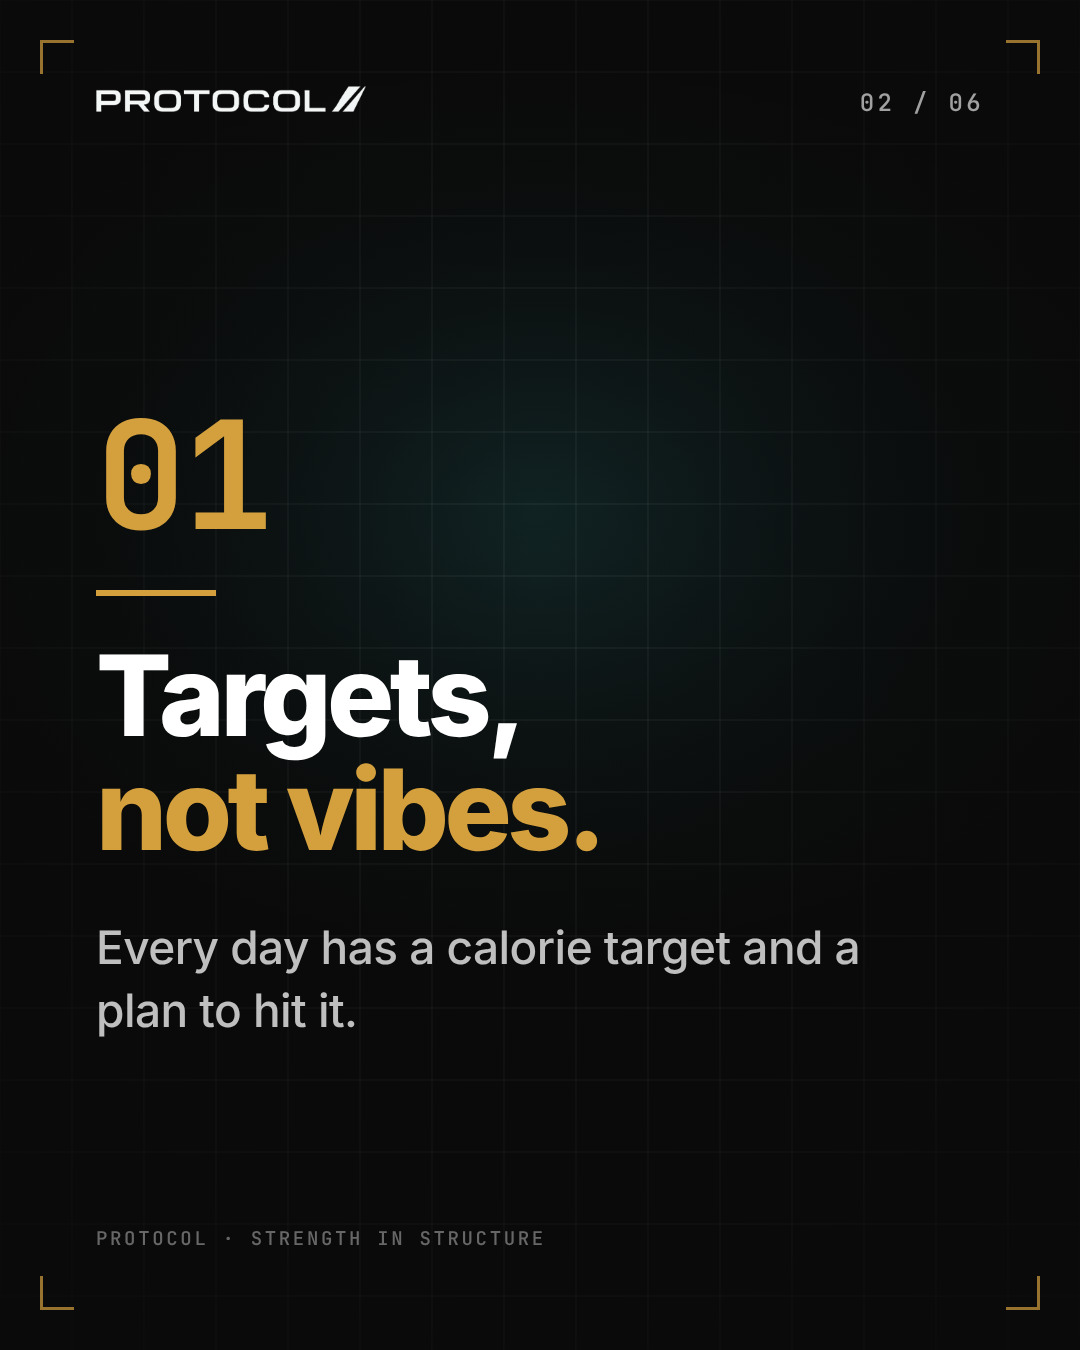 PROTOCOL
02 / 06
01
Targets,
not vibes.
Every day has a calorie target and a
plan to hit it.
PROTOCOL · STRENGTH IN STRUCTURE